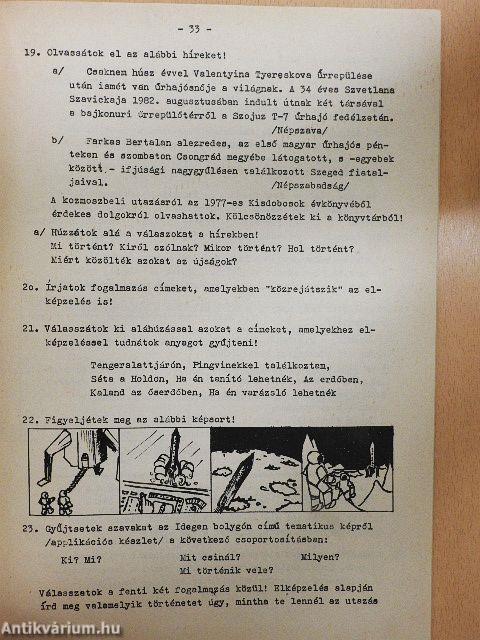 - 33 -
19. Olvassátok el az alábbi híreket!
a/ Csaknem húsz évvel Valentyina Tyereskova űrrepülése
után ismét van űrhajósnője a világnak. A 34 éves Szvetlana
Szavickaja 1982. augusztusában indult útnak két társával
a bajkonuri űrrepülőtérről a Szojuz T-7 űrhajó fedélzetén.
/Népszava/
b/ Farkas Bertalan alezredes, az első magyar űrhajós pén-
teken és szombaton Csongrád megyébe látogatott, s -egyebek
között - ifjúsági nagygyűlésen találkozott Szeged fiatal-
jaival. /Népszabadság/
A kozmoszbeli utazásról az 1977-es Kisdobosok évkönyvéből
érdekes dolgokról olvashattok. Kölcsönözzétek ki a könyvtárból!
a/ Húzzátok alá a válaszokat a hírekben!
Mi történt? Kiről szólnak? Mikor történt? Hol történt?
Miért közölték azokat az újságok?
2o. Írjatok fogalmazás címeket, amelyekben "közrejátszik" az el-
képzelés is!
21. Válasszátok ki aláhúzással azokat a címeket, amelyekhez el-
képzeléssel tudnátok anyagot gyűjteni!
Tengeralattjárón, Pingvinekkel találkoztam,
Séta a Holdon, Ha én tanító lehetnék, Az erdőben,
Kaland az őserdőben, Ha én varázsló lehetnék
22. Figyeljétek meg az alábbi képsort!
23. Gyűjtsetek szavakat az Idegen bolygón című tematikus képről
/applikációs készlet/ a következő csoportosításban:
Ki? Mi? Mit csinál? Milyen?
Mi történik vele?
Válasszatok a fenti két fogalmazás közül! Elképzelés alapján
írd meg valamelyik történetet úgy, mintha te lennél az utazás
Antikvárium.hu